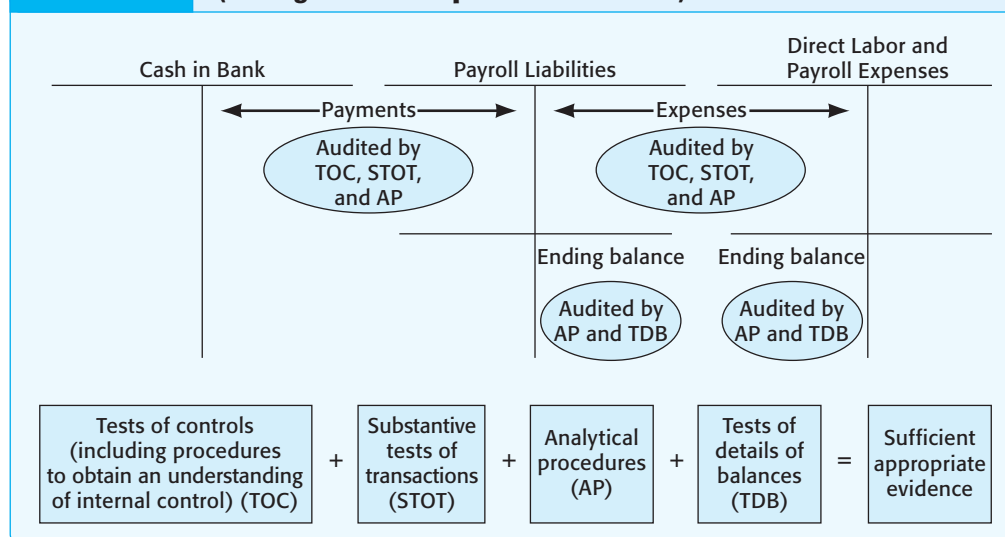 Cash in Bank
Payroll Liabilities
Direct Labor and
Payroll Expenses
Payments
Expenses
Audited by
TOC, STOT,
and AP
Audited by
TOC, STOT,
and AP
Ending balance
Ending balance
Audited by
AP and TDB
Audited by
AP and TDB
Tests of controls
(including procedures
to obtain an understanding
of internal control) (TOC)
+
Substantive
tests of
transactions
(STOT)
+
Analytical
procedures
(AP)
+
Tests of
details of
balances
(TDB)
=
Sufficient
appropriate
evidence